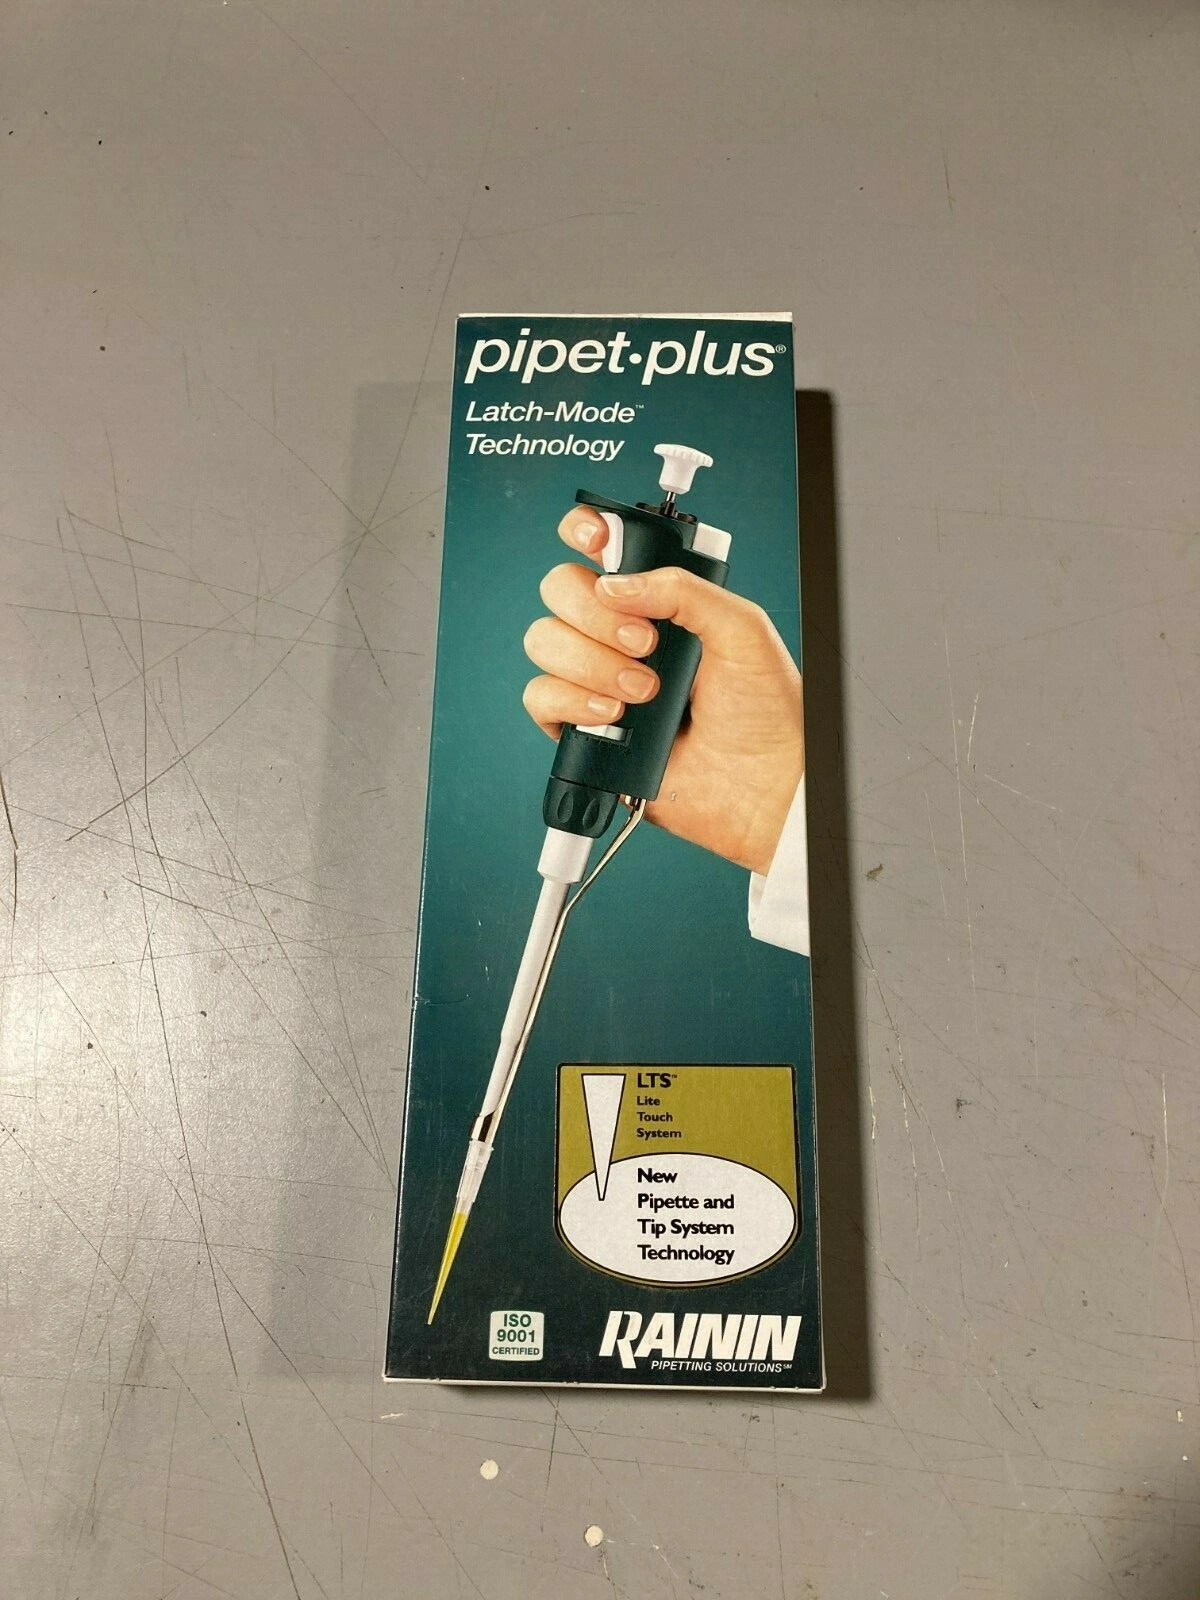 pipet•plus®
Latch-Mode™
Technology
LTS™
Lite
Touch
System
New
Pipette and
Tip System
Technology
ISO
9001
CERTIFIED
RAININ
PIPETTING SOLUTIONS℠